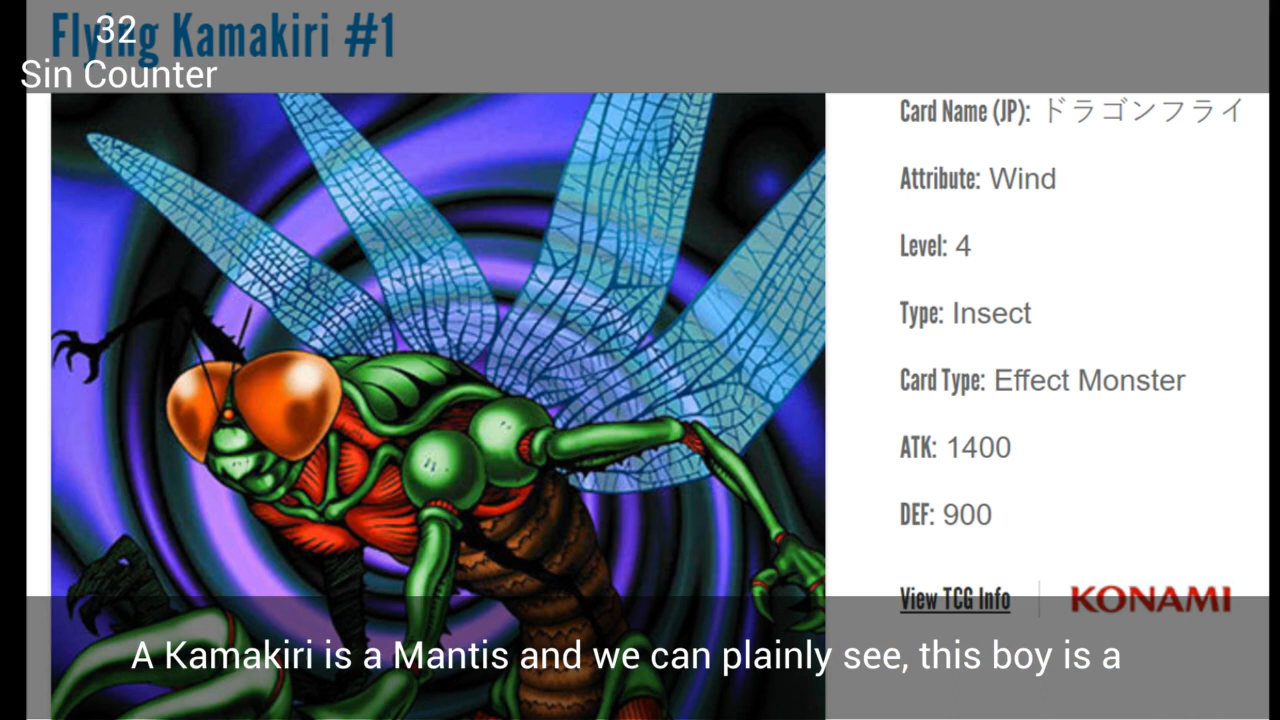 Flying Kamakiri #1
32
Sin Counter
Card Name (JP): ドラゴンフライ
Attribute: Wind
Level: 4
Type: Insect
Card Type: Effect Monster
ATK: 1400
DEF: 900
View TCG Info
KONAMI
A Kamakiri is a Mantis and we can plainly see, this boy is a